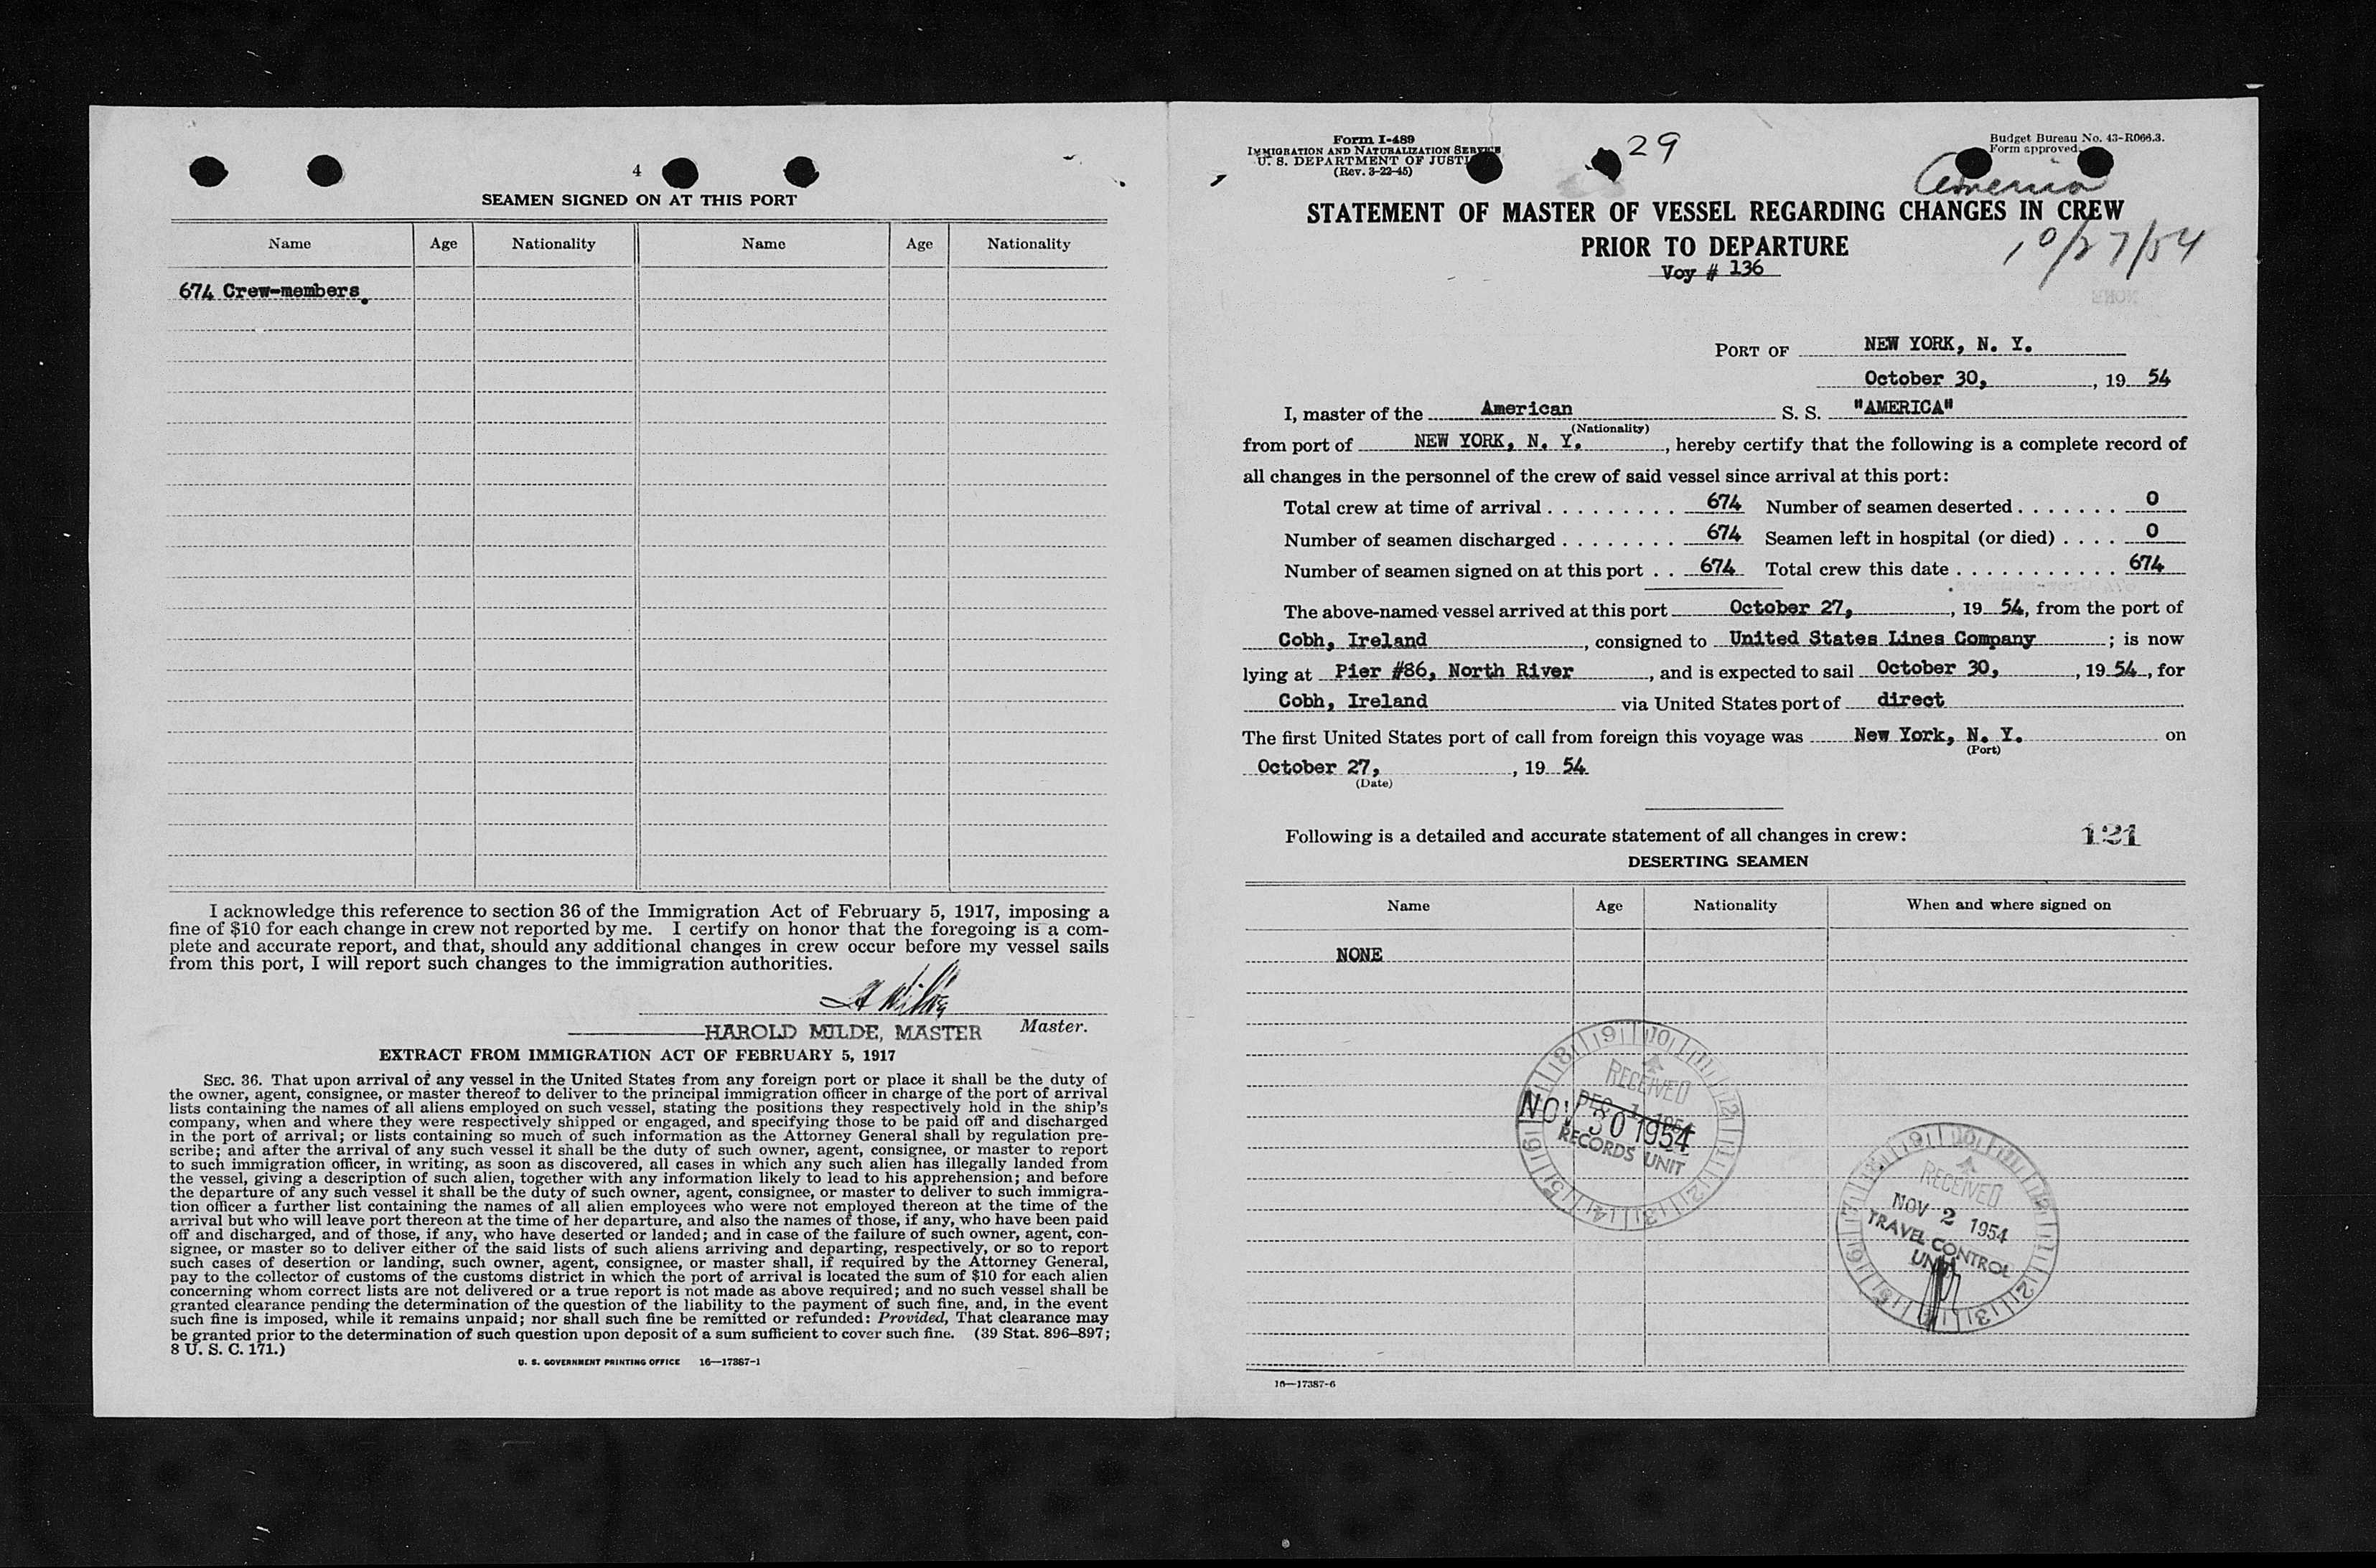 4
SEAMEN SIGNED ON AT THIS PORT
Name Age Nationality Name Age Nationality
674 Crew-members.
I acknowledge this reference to section 36 of the Immigration Act of February 5, 1917, imposing a
fine of $10 for each change in crew not reported by me. I certify on honor that the foregoing is a com-
plete and accurate report, and that, should any additional changes in crew occur before my vessel sails
from this port, I will report such changes to the immigration authorities.
HAROLD MILDE, MASTER Master.
EXTRACT FROM IMMIGRATION ACT OF FEBRUARY 5, 1917
SEC. 36. That upon arrival of any vessel in the United States from any foreign port or place it shall be the duty of
the owner, agent, consignee, or master thereof to deliver to the principal immigration officer in charge of the port of arrival
lists containing the names of all aliens employed on such vessel, stating the positions they respectively hold in the ship's
company, when and where they were respectively shipped or engaged, and specifying those to be paid off and discharged
in the port of arrival; or lists containing so much of such information as the Attorney General shall by regulation pre-
scribe; and after the arrival of any such vessel it shall be the duty of such owner, agent, consignee, or master to report
to such immigration officer, in writing, as soon as discovered, all cases in which any such alien has illegally landed from
the vessel, giving a description of such alien, together with any information likely to lead to his apprehension; and before
the departure of any such vessel it shall be the duty of such owner, agent, consignee, or master to deliver to such immigra-
tion officer a further list containing the names of all alien employees who were not employed thereon at the time of the
arrival but who will leave port thereon at the time of her departure, and also the names of those, if any, who have been paid
off and discharged, and of those, if any, who have deserted or landed; and in case of the failure of such owner, agent, con-
signee, or master so to deliver either of the said lists of such aliens arriving and departing, respectively, or so to report
such cases of desertion or landing, such owner, agent, consignee, or master shall, if required by the Attorney General,
pay to the collector of customs of the customs district in which the port of arrival is located the sum of $10 for each alien
concerning whom correct lists are not delivered or a true report is not made as above required; and no such vessel shall be
granted clearance pending the determination of the question of the liability to the payment of such fine, and, in the event
such fine is imposed, while it remains unpaid; nor shall such fine be remitted or refunded: Provided, That clearance may
be granted prior to the determination of such question upon deposit of a sum sufficient to cover such fine. (39 Stat. 896–897;
8 U. S. C. 171.)
U. S. GOVERNMENT PRINTING OFFICE 16—17387-1
Form I-489
IMMIGRATION AND NATURALIZATION SERVICE
U. S. DEPARTMENT OF JUSTI
(Rev. 3-22-45)
29
Budget Bureau No. 43-R066.3.
Form approved.
America
STATEMENT OF MASTER OF VESSEL REGARDING CHANGES IN CREW
PRIOR TO DEPARTURE
10/27/54
Voy # 136
PORT OF NEW YORK, N. Y.
October 30, , 19 54
I, master of the American S. S. "AMERICA"
(Nationality)
from port of NEW YORK, N. Y. , hereby certify that the following is a complete record of
all changes in the personnel of the crew of said vessel since arrival at this port:
Total crew at time of arrival . . . . . . . . . 674 Number of seamen deserted . . . . . . . 0
Number of seamen discharged . . . . . . . . 674 Seamen left in hospital (or died) . . . . 0
Number of seamen signed on at this port . . 674 Total crew this date . . . . . . . . . . . 674
The above-named vessel arrived at this port October 27, , 19 54, from the port of
Cobh, Ireland , consigned to United States Lines Company ; is now
lying at Pier #86, North River , and is expected to sail October 30, , 19 54, for
Cobh, Ireland via United States port of direct
The first United States port of call from foreign this voyage was New York, N. Y. on
(Port)
October 27, , 19 54
(Date)
Following is a detailed and accurate statement of all changes in crew: 121
DESERTING SEAMEN
Name Age Nationality When and where signed on
NONE
RECEIVED
DEC 1 1954
NOV 30 1954
RECORDS UNIT
RECEIVED
NOV 2 1954
TRAVEL CONTROL
UNIT
16—17387-6